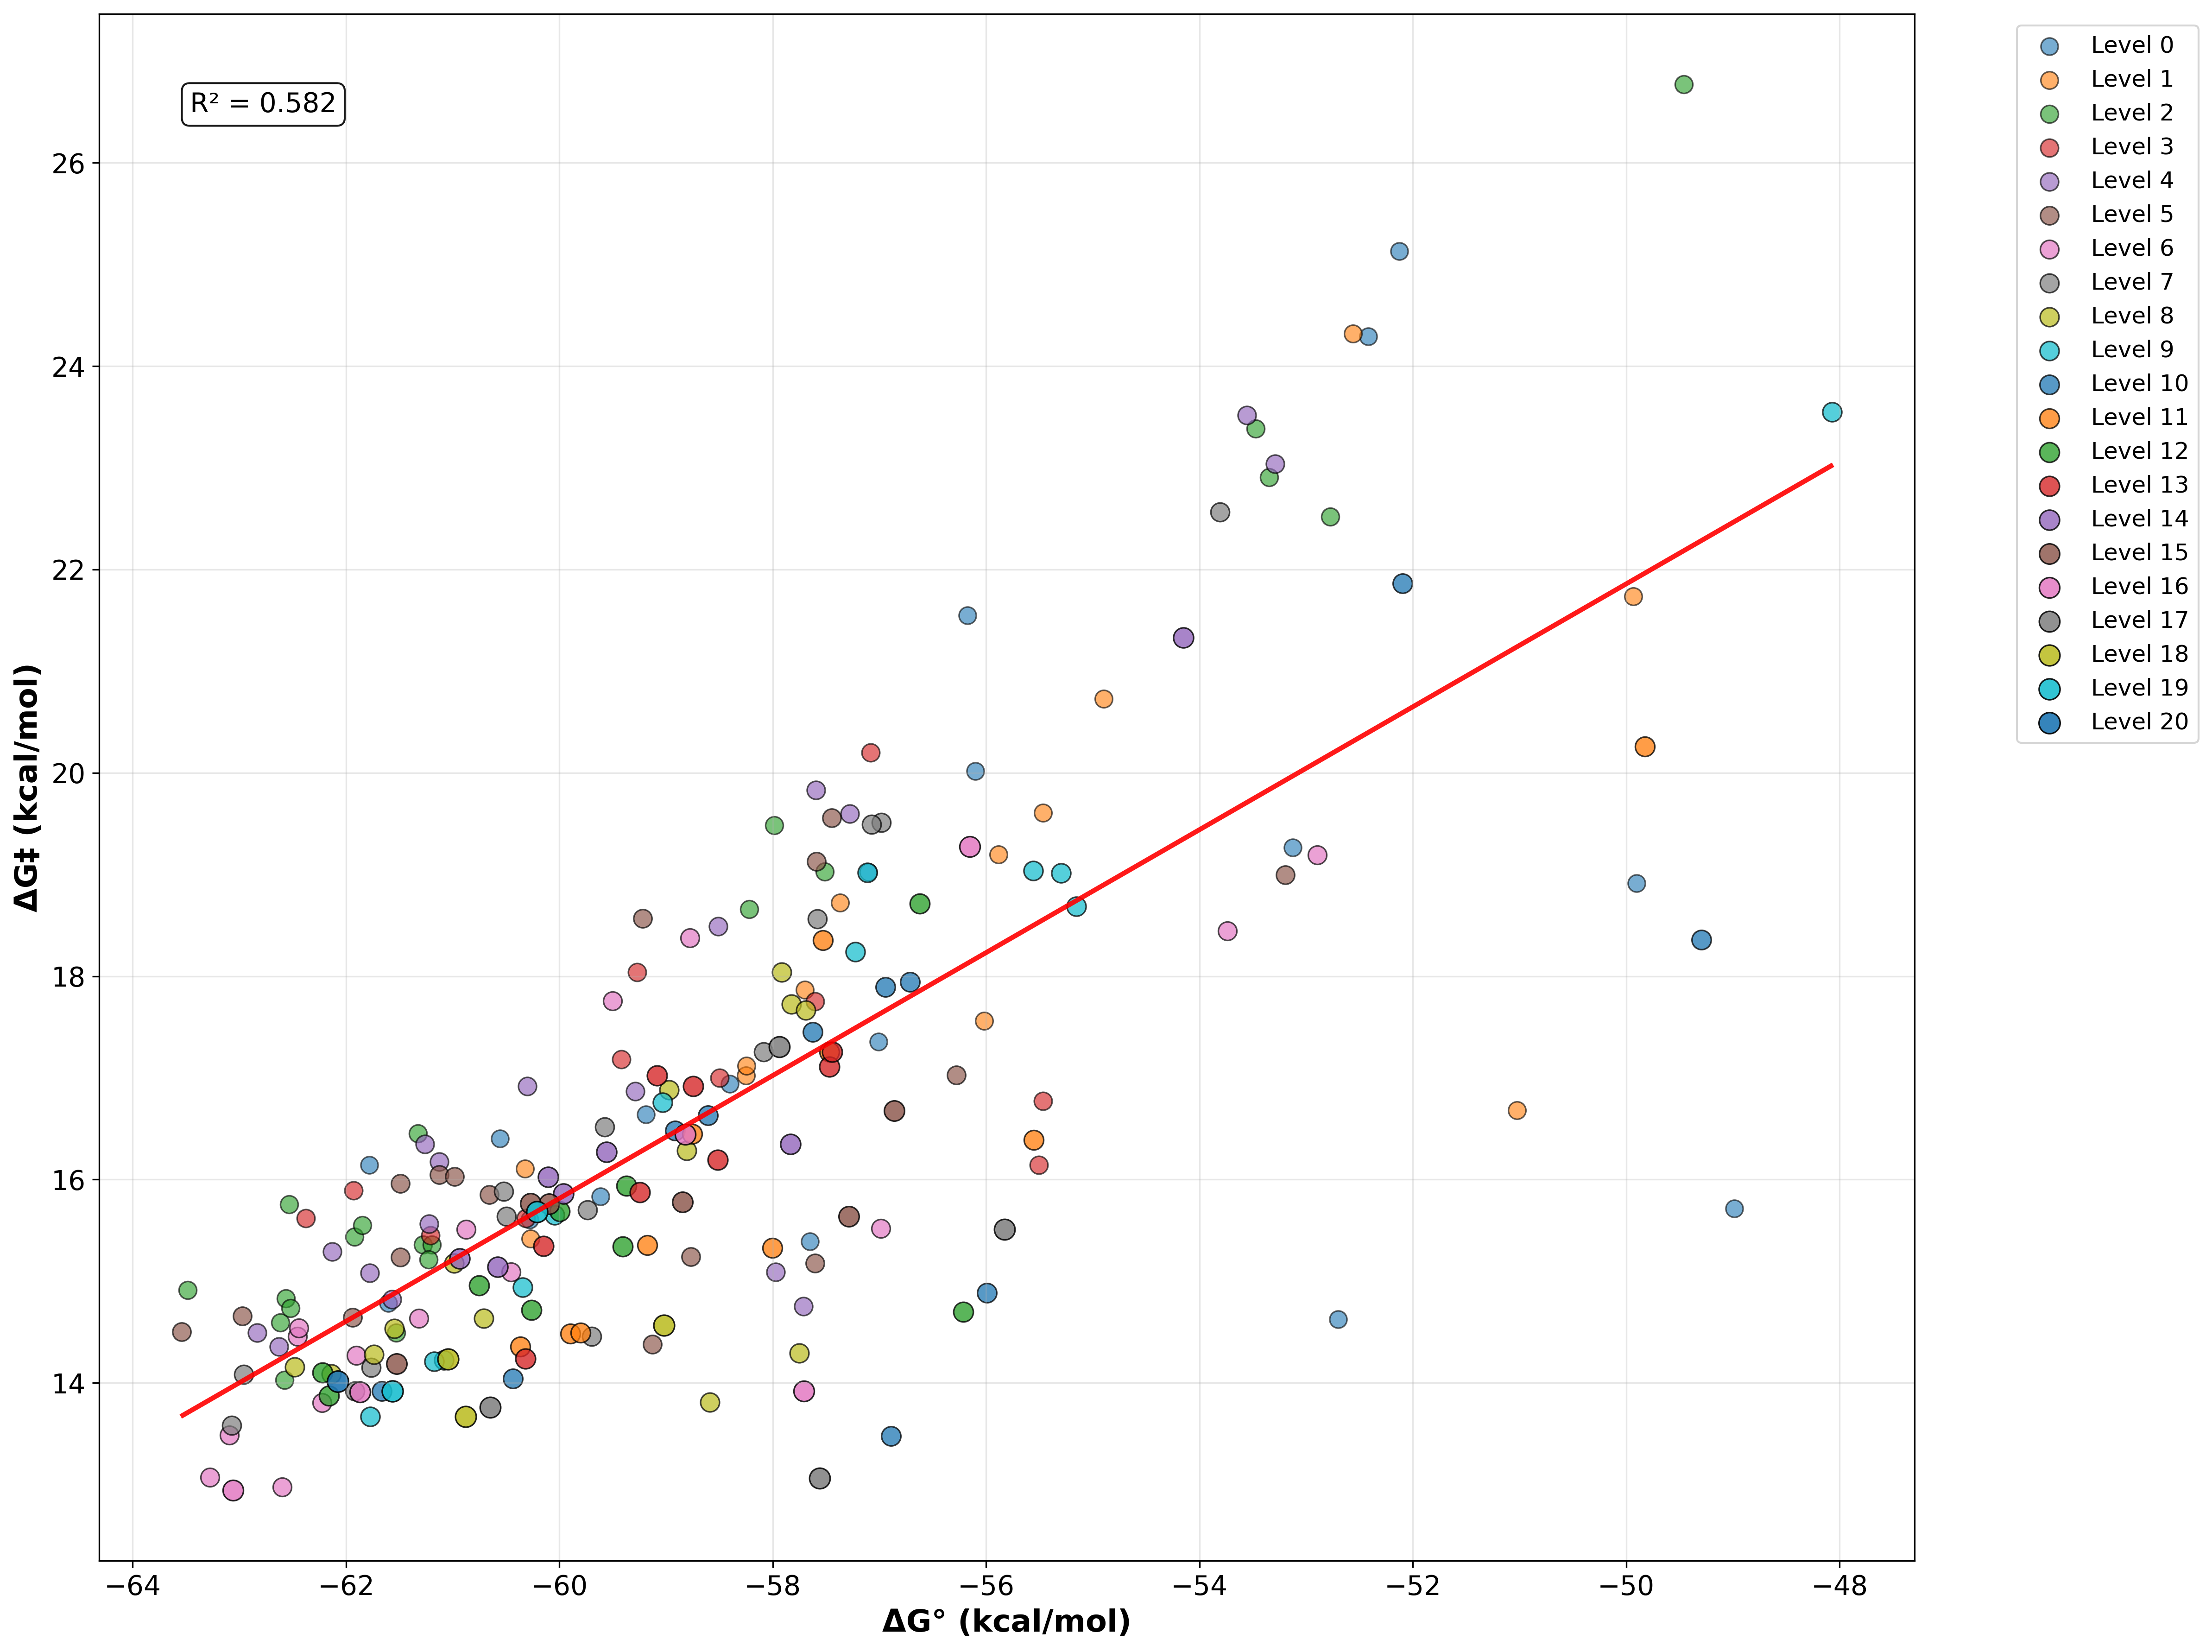 R² = 0.582
26
24
22
20
18
16
14
ΔG‡ (kcal/mol)
−64
−62
−60
−58
−56
−54
−52
−50
−48
ΔG° (kcal/mol)
Level 0
Level 1
Level 2
Level 3
Level 4
Level 5
Level 6
Level 7
Level 8
Level 9
Level 10
Level 11
Level 12
Level 13
Level 14
Level 15
Level 16
Level 17
Level 18
Level 19
Level 20